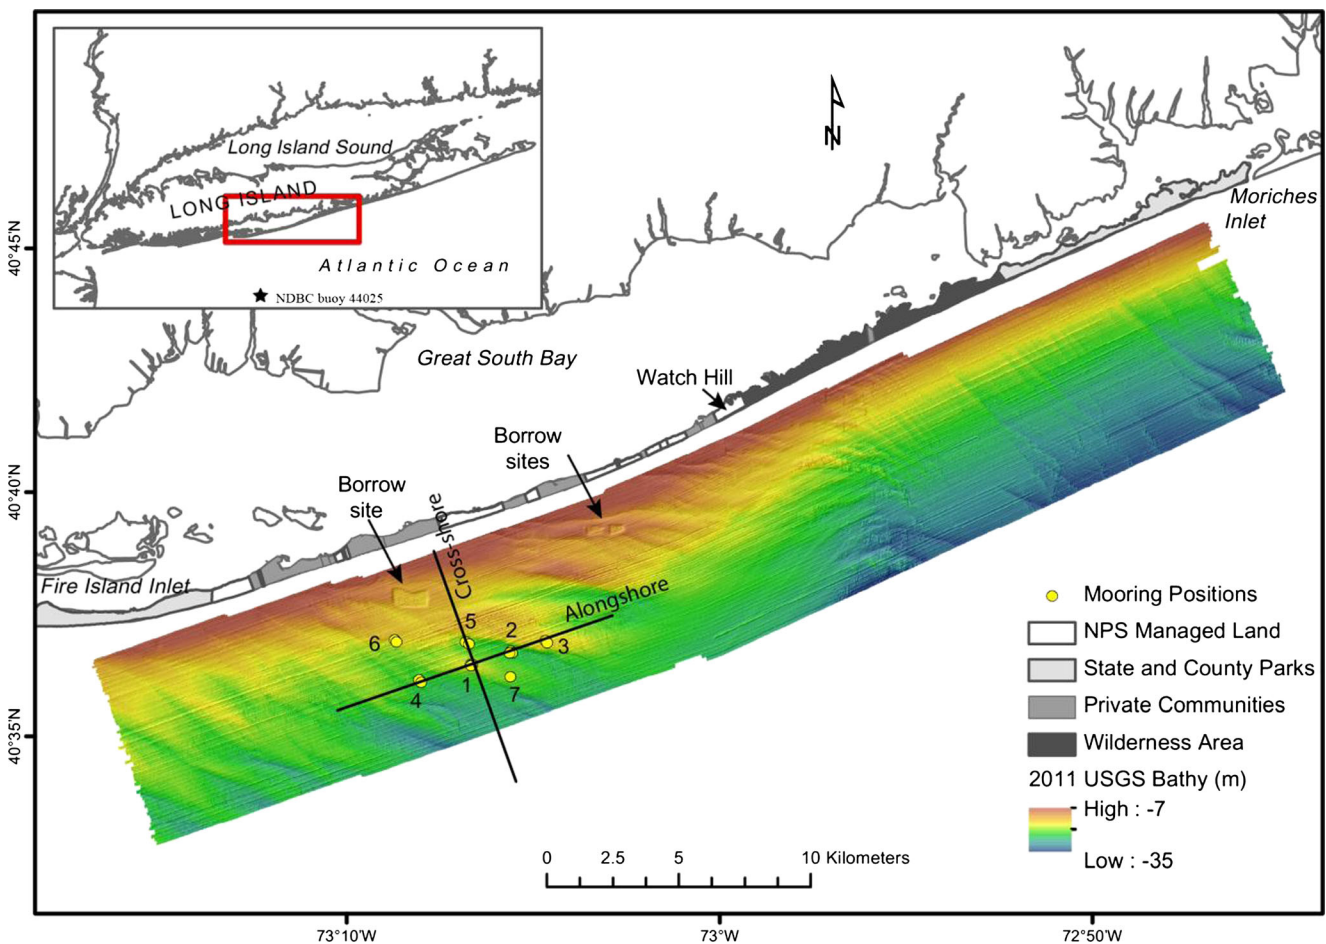 Long Island Sound
LONG ISLAND
Atlantic Ocean
NDBC buoy 44025
N
Moriches
Inlet
Great South Bay
Watch Hill
Borrow
sites
Borrow
site
Cross-shore
Fire Island Inlet
Alongshore
5
2
6
3
1
4
7
Mooring Positions
NPS Managed Land
State and County Parks
Private Communities
Wilderness Area
2011 USGS Bathy (m)
High : -7
Low : -35
0 2.5 5 10 Kilometers
40°45'N
40°40'N
40°35'N
73°10'W 73°'W 72°50'W